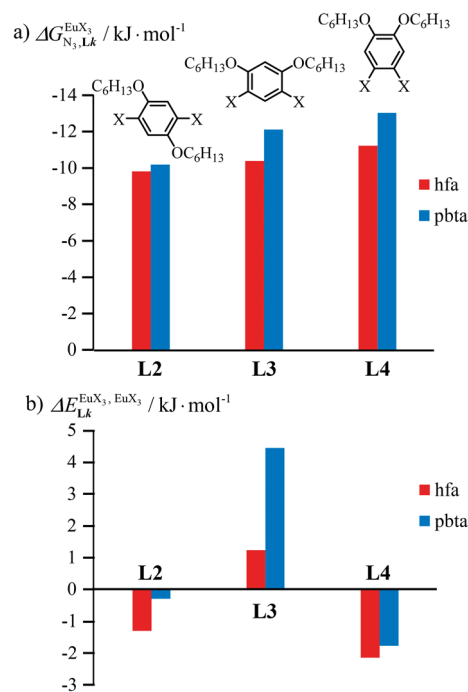 a) ΔG^EuX₃_N₃,Lk / kJ·mol⁻¹
C₆H₁₃O OC₆H₁₃
X X
C₆H₁₃O OC₆H₁₃
X X
C₆H₁₃O
X X
OC₆H₁₃
-14
-12
-10
-8
-6
-4
-2
0
hfa
pbta
L2 L3 L4
b) ΔE^EuX₃, EuX₃_Lk / kJ·mol⁻¹
5
4
3
2
1
0
-1
-2
-3
hfa
pbta
L2 L4
L3